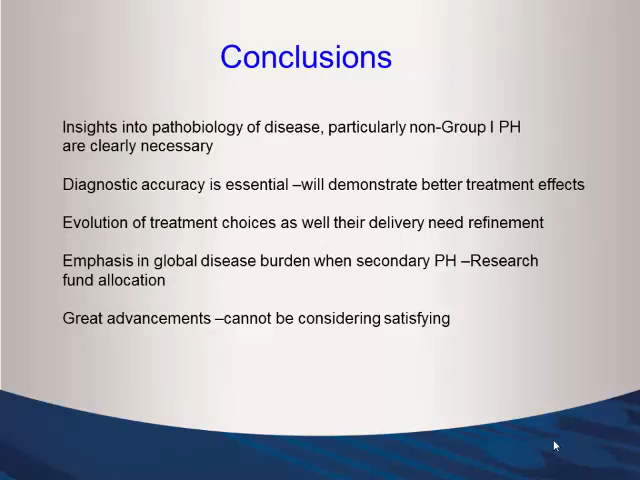 Conclusions
Insights into pathobiology of disease, particularly non-Group I PH
are clearly necessary
Diagnostic accuracy is essential –will demonstrate better treatment effects
Evolution of treatment choices as well their delivery need refinement
Emphasis in global disease burden when secondary PH –Research
fund allocation
Great advancements –cannot be considering satisfying